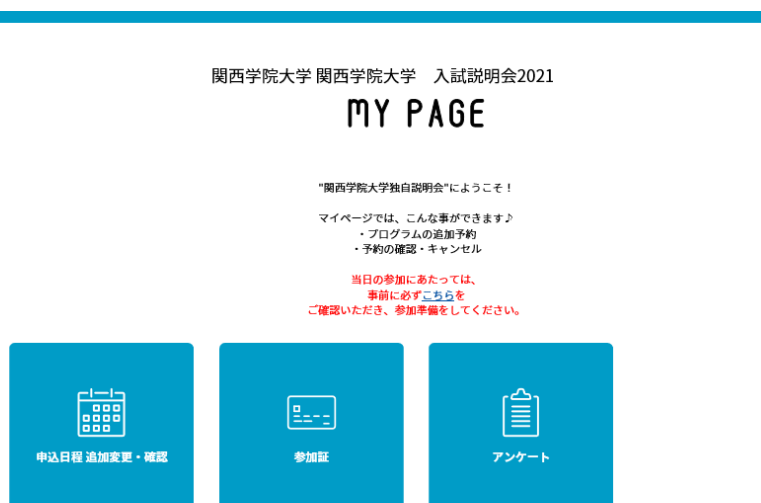 関西学院大学 関西学院大学　入試説明会2021
MY PAGE
"関西学院大学独自説明会"にようこそ！
マイページでは、こんな事ができます♪
・プログラムの追加予約
・予約の確認・キャンセル
当日の参加にあたっては、
事前に必ずこちらを
ご確認いただき、参加準備をしてください。
申込日程 追加変更・確認
参加証
アンケート